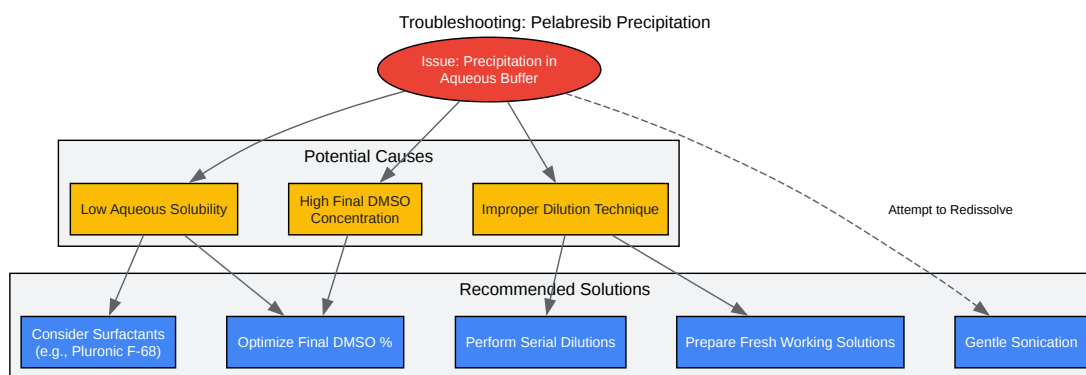 Troubleshooting: Pelabresib Precipitation
Issue: Precipitation in
Aqueous Buffer
Potential Causes
Low Aqueous Solubility
High Final DMSO
Concentration
Improper Dilution Technique
Attempt to Redissolve
Recommended Solutions
Consider Surfactants
(e.g., Pluronic F-68)
Optimize Final DMSO %
Perform Serial Dilutions
Prepare Fresh Working Solutions
Gentle Sonication